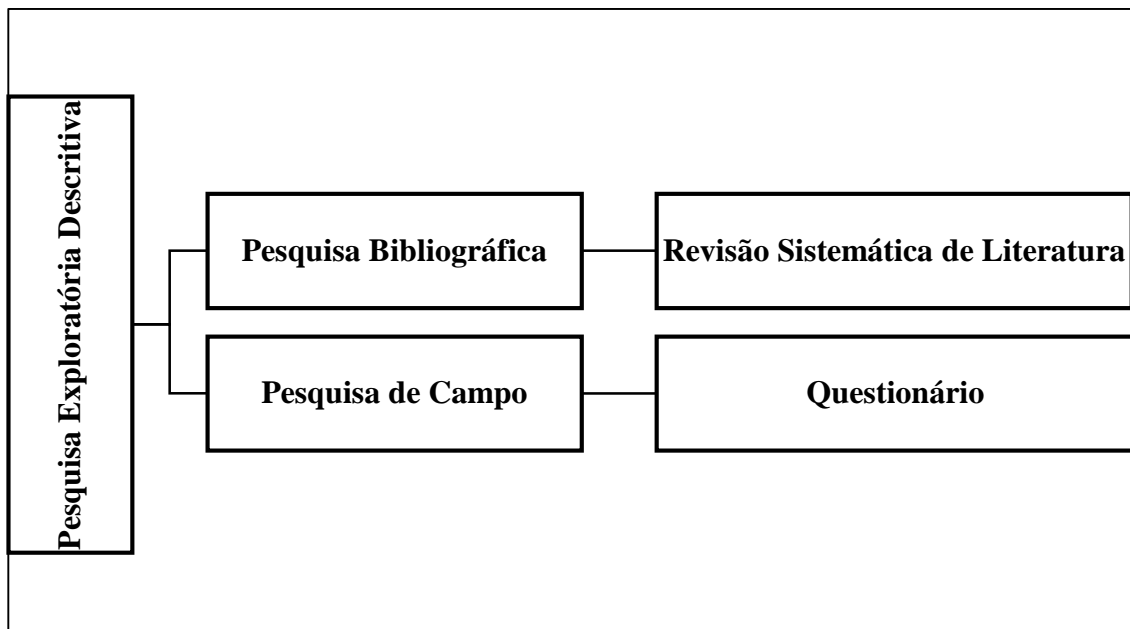 Pesquisa Exploratória Descritiva
Pesquisa Bibliográfica
Revisão Sistemática de Literatura
Pesquisa de Campo
Questionário